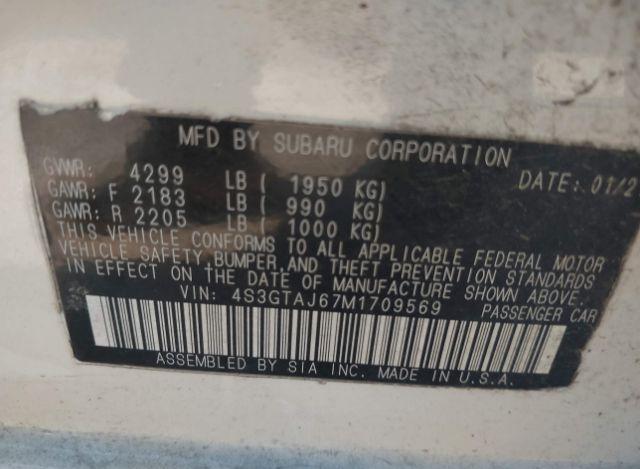 MFD BY SUBARU CORPORATION
GVWR: 4299 LB ( 1950 KG) DATE: 01/2
GAWR: F 2183 LB ( 990 KG)
GAWR: R 2205 LB ( 1000 KG)
THIS VEHICLE CONFORMS TO ALL APPLICABLE FEDERAL MOTOR
VEHICLE SAFETY, BUMPER, AND THEFT PREVENTION STANDARDS
IN EFFECT ON THE DATE OF MANUFACTURE SHOWN ABOVE.
VIN: 4S3GTAJ67M1709569 PASSENGER CAR
ASSEMBLED BY SIA INC. MADE IN U.S.A.